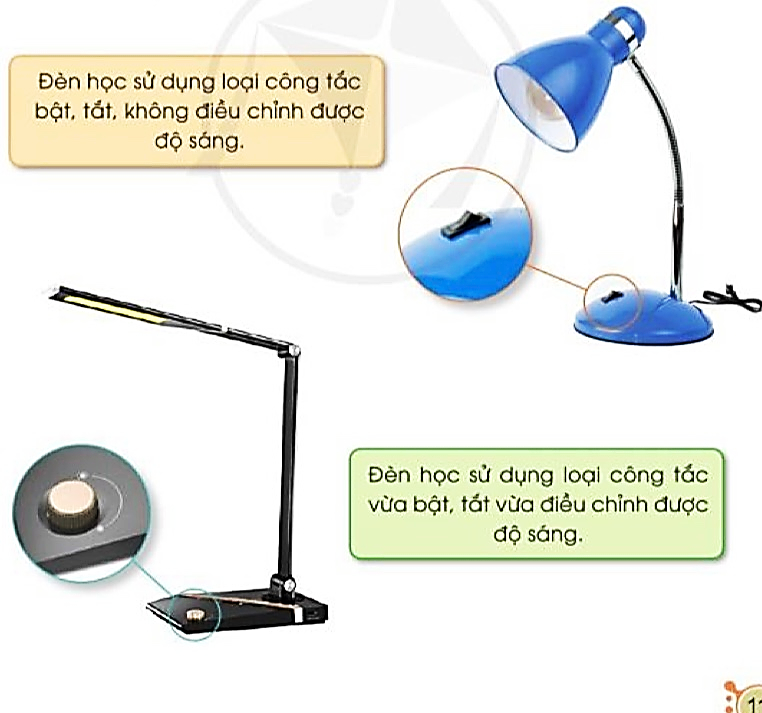 Đèn học sử dụng loại công tắc
bật, tắt, không điều chỉnh được
độ sáng.
Đèn học sử dụng loại công tắc
vừa bật, tắt vừa điều chỉnh được
độ sáng.